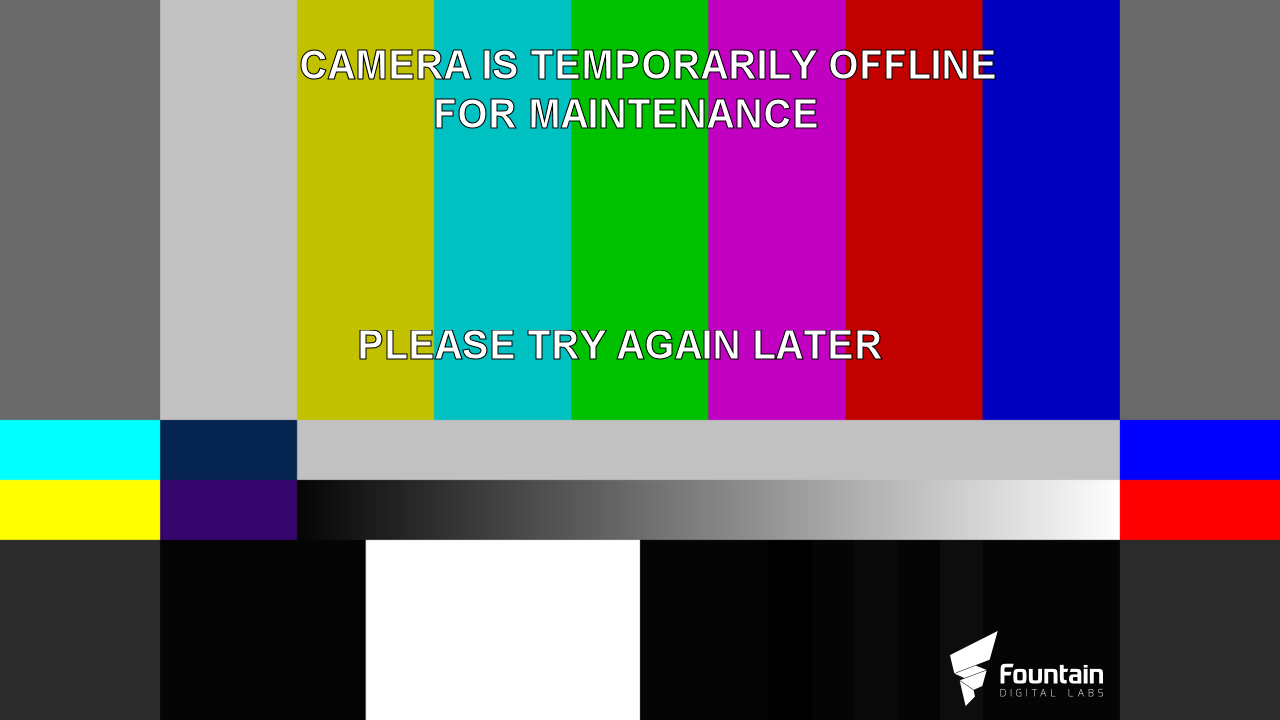 CAMERA IS TEMPORARILY OFFLINE
FOR MAINTENANCE
PLEASE TRY AGAIN LATER
Fountain
DIGITAL LABS